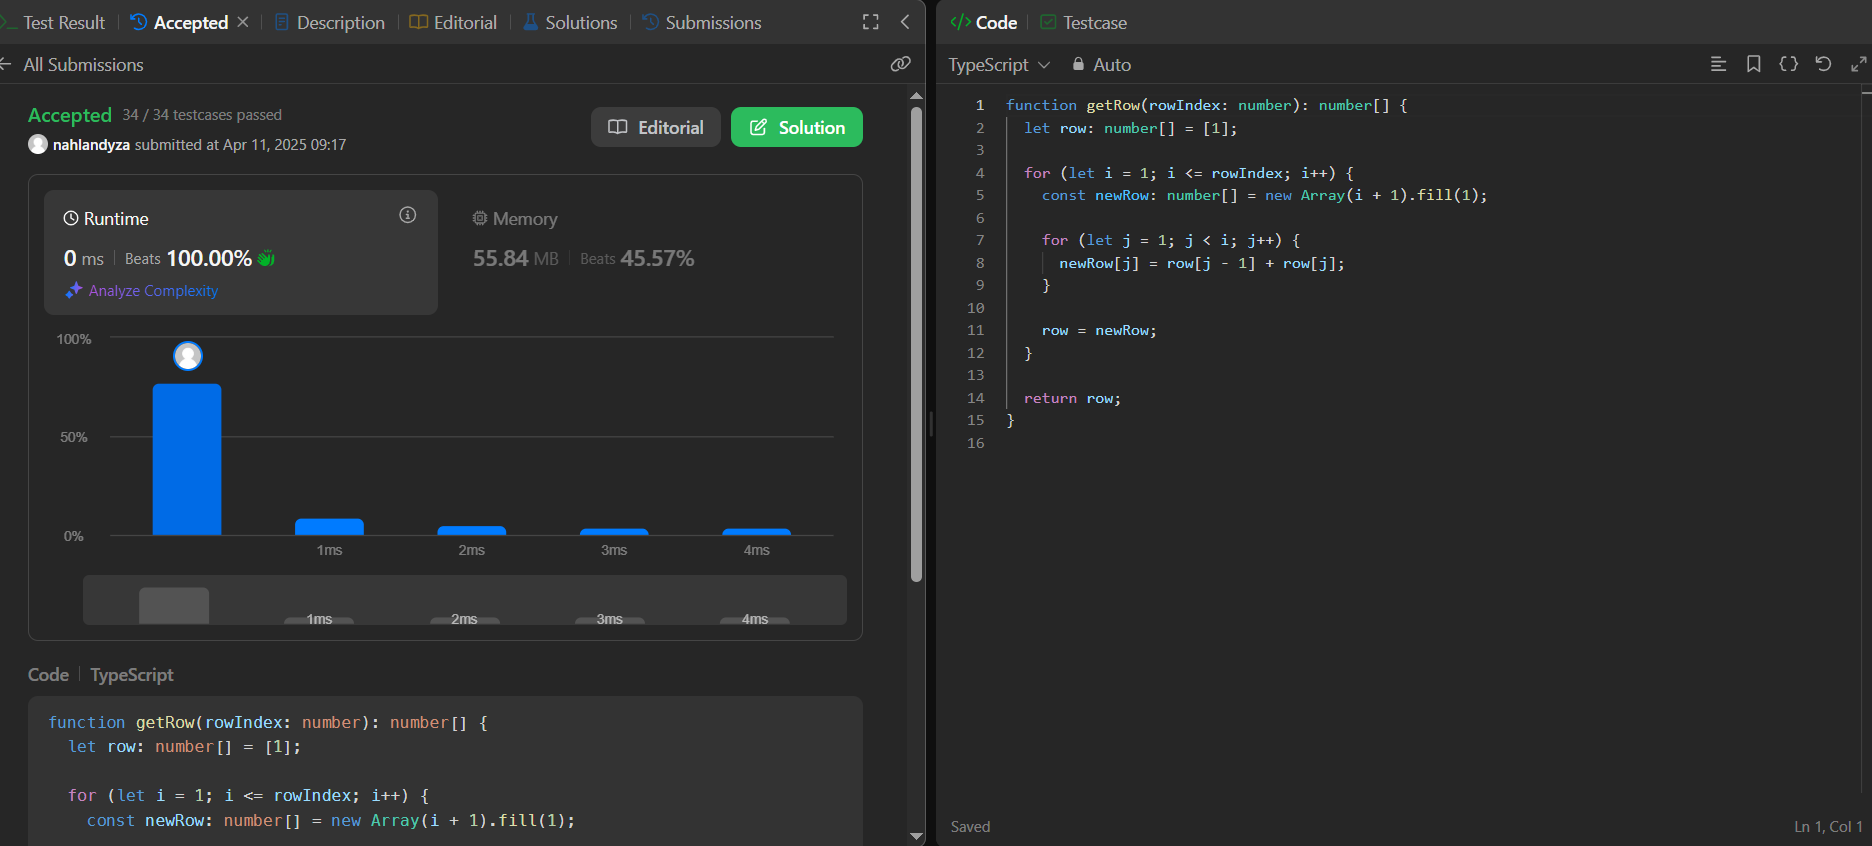 Test Result Accepted Description Editorial Solutions Submissions
All Submissions
Accepted 34 / 34 testcases passed
nahlandyza submitted at Apr 11, 2025 09:17
Editorial
Solution
Runtime
0 ms Beats 100.00%
Analyze Complexity
Memory
55.84 MB Beats 45.57%
100%
50%
0%
1ms 2ms 3ms 4ms
1ms 2ms 3ms 4ms
Code TypeScript
function getRow(rowIndex: number): number[] {
  let row: number[] = [1];
  for (let i = 1; i <= rowIndex; i++) {
    const newRow: number[] = new Array(i + 1).fill(1);
Code Testcase
TypeScript Auto
1 function getRow(rowIndex: number): number[] {
2   let row: number[] = [1];
3
4   for (let i = 1; i <= rowIndex; i++) {
5     const newRow: number[] = new Array(i + 1).fill(1);
6
7     for (let j = 1; j < i; j++) {
8       newRow[j] = row[j - 1] + row[j];
9     }
10
11     row = newRow;
12   }
13
14   return row;
15 }
16
Saved
Ln 1, Col 1